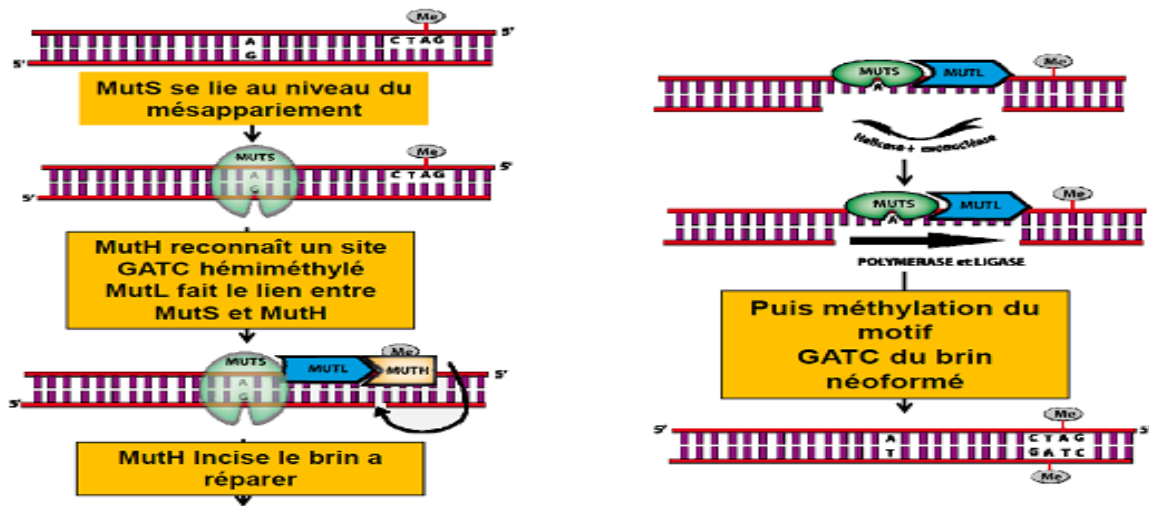 Me
5'
A
C T A G
G
5'
MutS se lie au niveau du
mésappariement
MUTS
Me
5'
A
C T A G
G
5'
MutH reconnaît un site
GATC hémiméthylé
MutL fait le lien entre
MutS et MutH
MUTS
MUTL
Me
MUTH
5'
A
G
5'
MutH Incise le brin a
réparer
MUTS
MUTL
Me
A
Helicase + exonucléase
MUTS
MUTL
Me
A
POLYMERASE et LIGASE
Puis méthylation du
motif
GATC du brin
néoformé
Me
5'
5'
A
C T A G
T
G A T C
Me